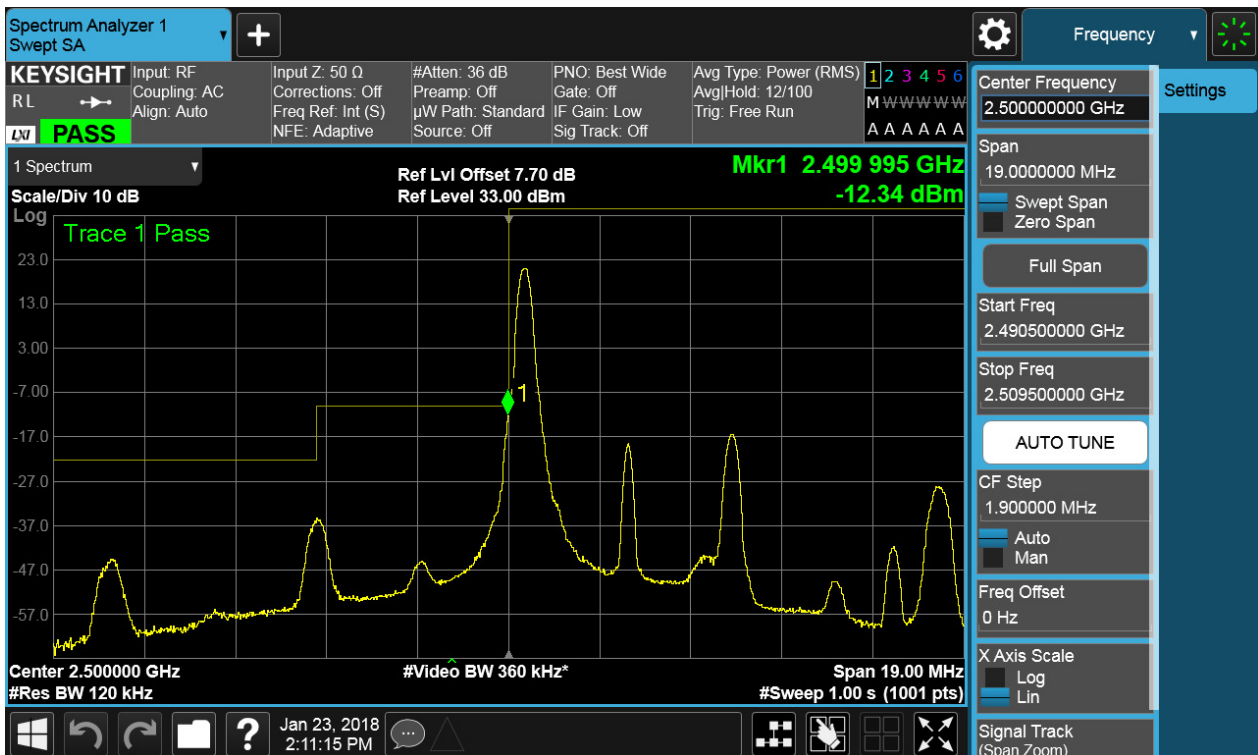 Spectrum Analyzer 1
Swept SA
+
Frequency
KEYSIGHT
R L
LXI PASS
Input: RF
Coupling: AC
Align: Auto
Input Z: 50 Ω
Corrections: Off
Freq Ref: Int (S)
NFE: Adaptive
#Atten: 36 dB
Preamp: Off
µW Path: Standard
Source: Off
PNO: Best Wide
Gate: Off
IF Gain: Low
Sig Track: Off
Avg Type: Power (RMS)
Avg|Hold: 12/100
Trig: Free Run
1 2 3 4 5 6
M W W W W W
A A A A A A
1 Spectrum
Scale/Div 10 dB
Ref Lvl Offset 7.70 dB
Ref Level 33.00 dBm
Mkr1 2.499 995 GHz
-12.34 dBm
Log
Trace 1 Pass
23.0
13.0
3.00
-7.00
1
-17.0
-27.0
-37.0
-47.0
-57.0
Center 2.500000 GHz
#Res BW 120 kHz
#Video BW 360 kHz*
Span 19.00 MHz
#Sweep 1.00 s (1001 pts)
?
Jan 23, 2018
2:11:15 PM
Center Frequency
2.500000000 GHz
Span
19.0000000 MHz
Swept Span
Zero Span
Full Span
Start Freq
2.490500000 GHz
Stop Freq
2.509500000 GHz
AUTO TUNE
CF Step
1.900000 MHz
Auto
Man
Freq Offset
0 Hz
X Axis Scale
Log
Lin
Signal Track
(Span Zoom)
Settings